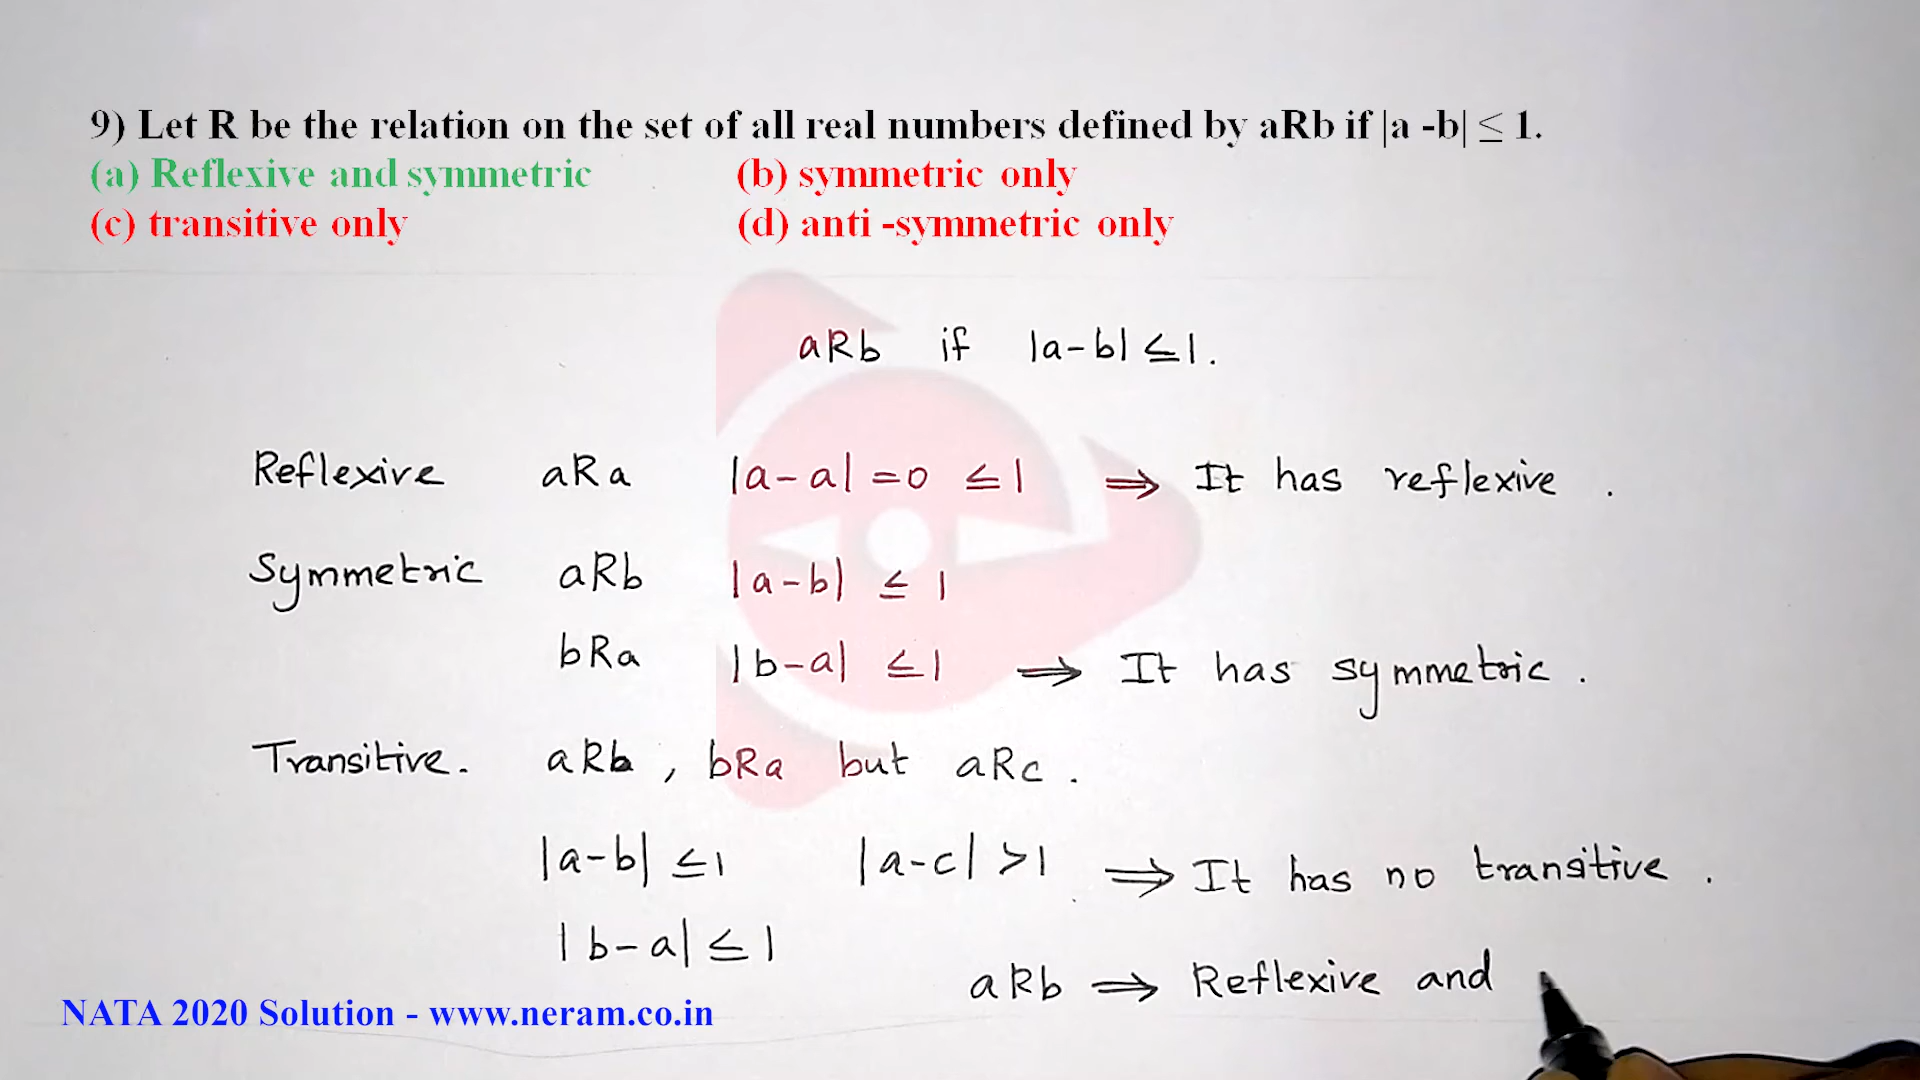 9) Let R be the relation on the set of all real numbers defined by aRb if |a -b| ≤ 1.
(a) Reflexive and symmetric (b) symmetric only
(c) transitive only (d) anti -symmetric only
aRb if |a-b| ≤ 1.
Reflexive aRa |a-a| = 0 ≤ 1 ⇒ It has reflexive .
Symmetric aRb |a-b| ≤ 1
bRa |b-a| ≤ 1 ⇒ It has symmetric .
Transitive. aRb , bRa but aRc .
|a-b| ≤ 1 |a-c| > 1 ⇒ It has no transitive .
|b-a| ≤ 1
aRb ⇒ Reflexive and
NATA 2020 Solution - www.neram.co.in